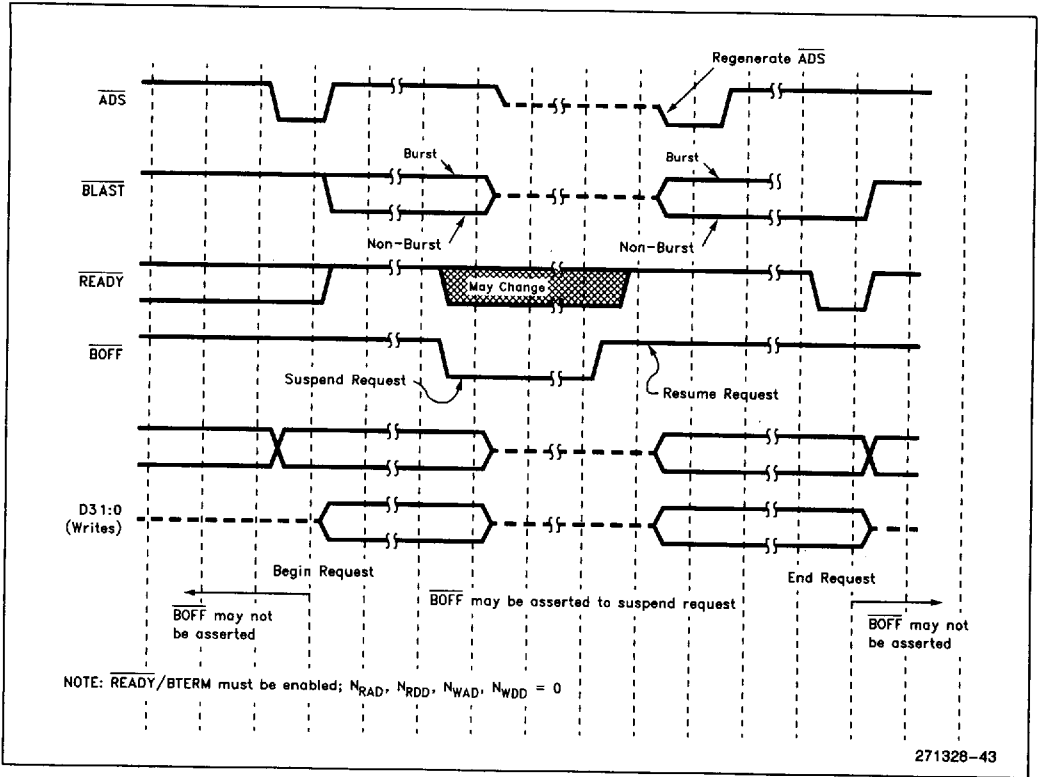 Regenerate ADS
ADS
Burst
Burst
BLAST
Non-Burst
Non-Burst
READY
May Change
BOFF
Suspend Request
Resume Request
D31:0
(Writes)
Begin Request
End Request
BOFF may not
be asserted
BOFF may be asserted to suspend request
BOFF may not
be asserted
NOTE: READY/BTERM must be enabled; NRAD, NRDD, NWAD, NWDD = 0
271328-43